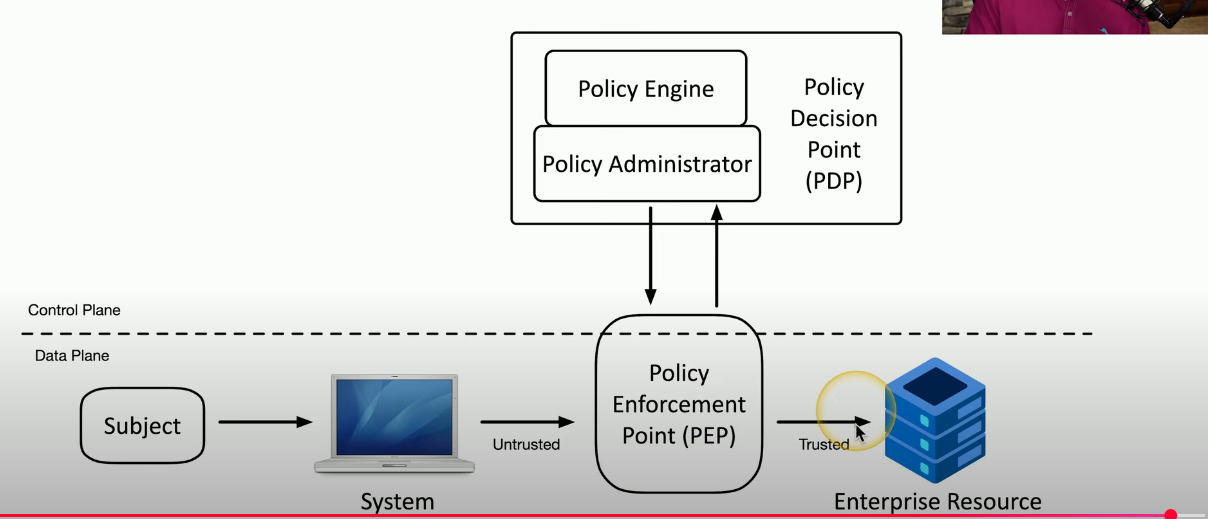 Policy Engine
Policy Administrator
Policy
Decision
Point
(PDP)
Control Plane
Data Plane
Subject
System
Untrusted
Policy
Enforcement
Point (PEP)
Trusted
Enterprise Resource